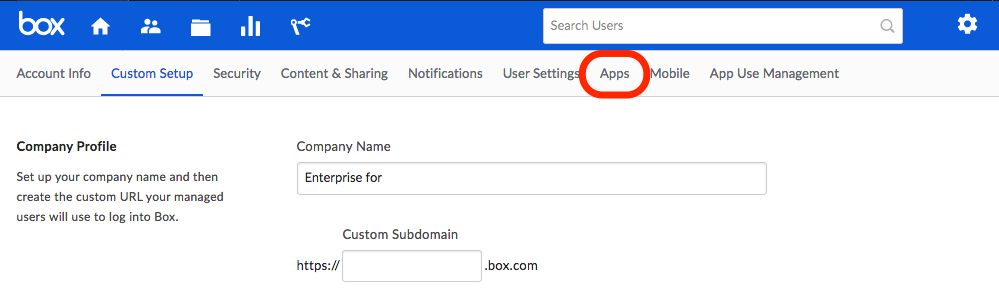 box
Search Users
Account Info Custom Setup Security Content & Sharing Notifications User Settings Apps Mobile App Use Management
Company Profile
Set up your company name and then
create the custom URL your managed
users will use to log into Box.
Company Name
Enterprise for
Custom Subdomain
https:// .box.com